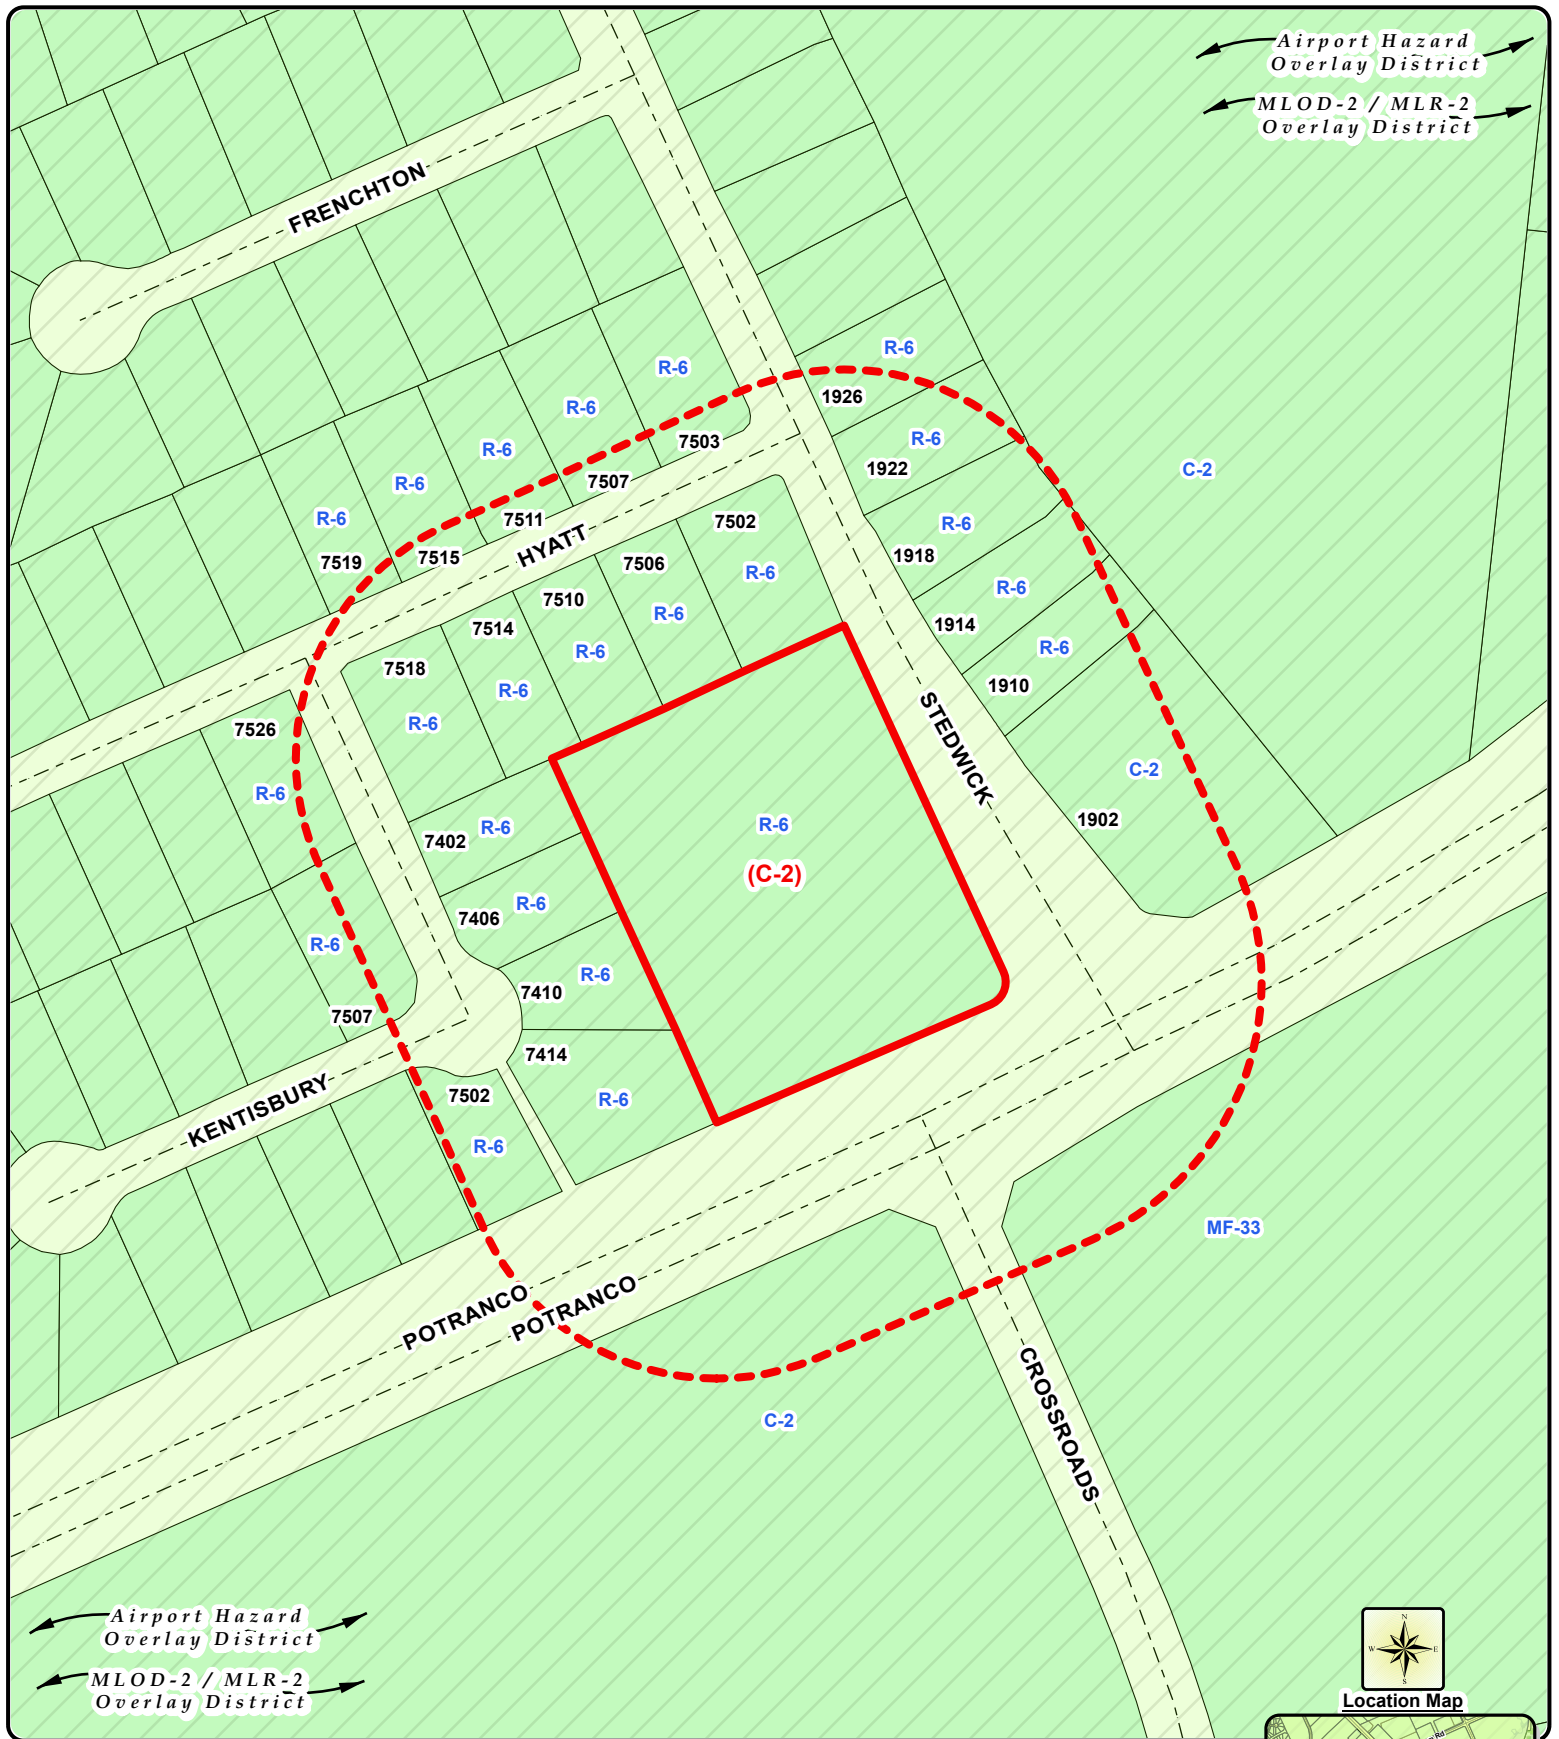 Airport Hazard
Overlay District
MLOD-2 / MLR-2
Overlay District
FRENCHTON
R-6
R-6
1926
R-6
R-6
7503
R-6
1922
C-2
R-6
R-6
7507
R-6
7511
7502
R-6
HYATT
7519
7515
1918
7506
R-6
R-6
7510
R-6
7514
1914
R-6
R-6
7518
1910
R-6
R-6
7526
STEDWICK
C-2
R-6
1902
R-6
R-6
7402
(C-2)
R-6
7406
R-6
R-6
7410
7507
7414
7502
R-6
KENTISBURY
R-6
MF-33
POTRANCO
POTRANCO
CROSSROADS
C-2
Airport Hazard
Overlay District
MLOD-2 / MLR-2
Overlay District
N
W E
S
Location Map